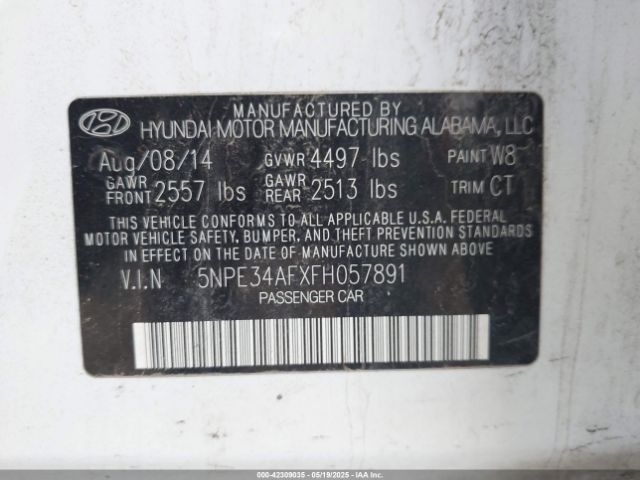 MANUFACTURED BY
HYUNDAI MOTOR MANUFACTURING ALABAMA, LLC
Aug/08/14 GVWR 4497 lbs PAINT W8
GAWR FRONT 2557 lbs GAWR REAR 2513 lbs TRIM CT
THIS VEHICLE CONFORMS TO ALL APPLICABLE U.S.A. FEDERAL
MOTOR VEHICLE SAFETY, BUMPER, AND THEFT PREVENTION STANDARDS
IN EFFECT ON THE DATE OF MANUFACTURE SHOWN ABOVE
V.I.N 5NPE34AFXFH057891
PASSENGER CAR
000-42309035 - 05/19/2025 - IAA Inc.